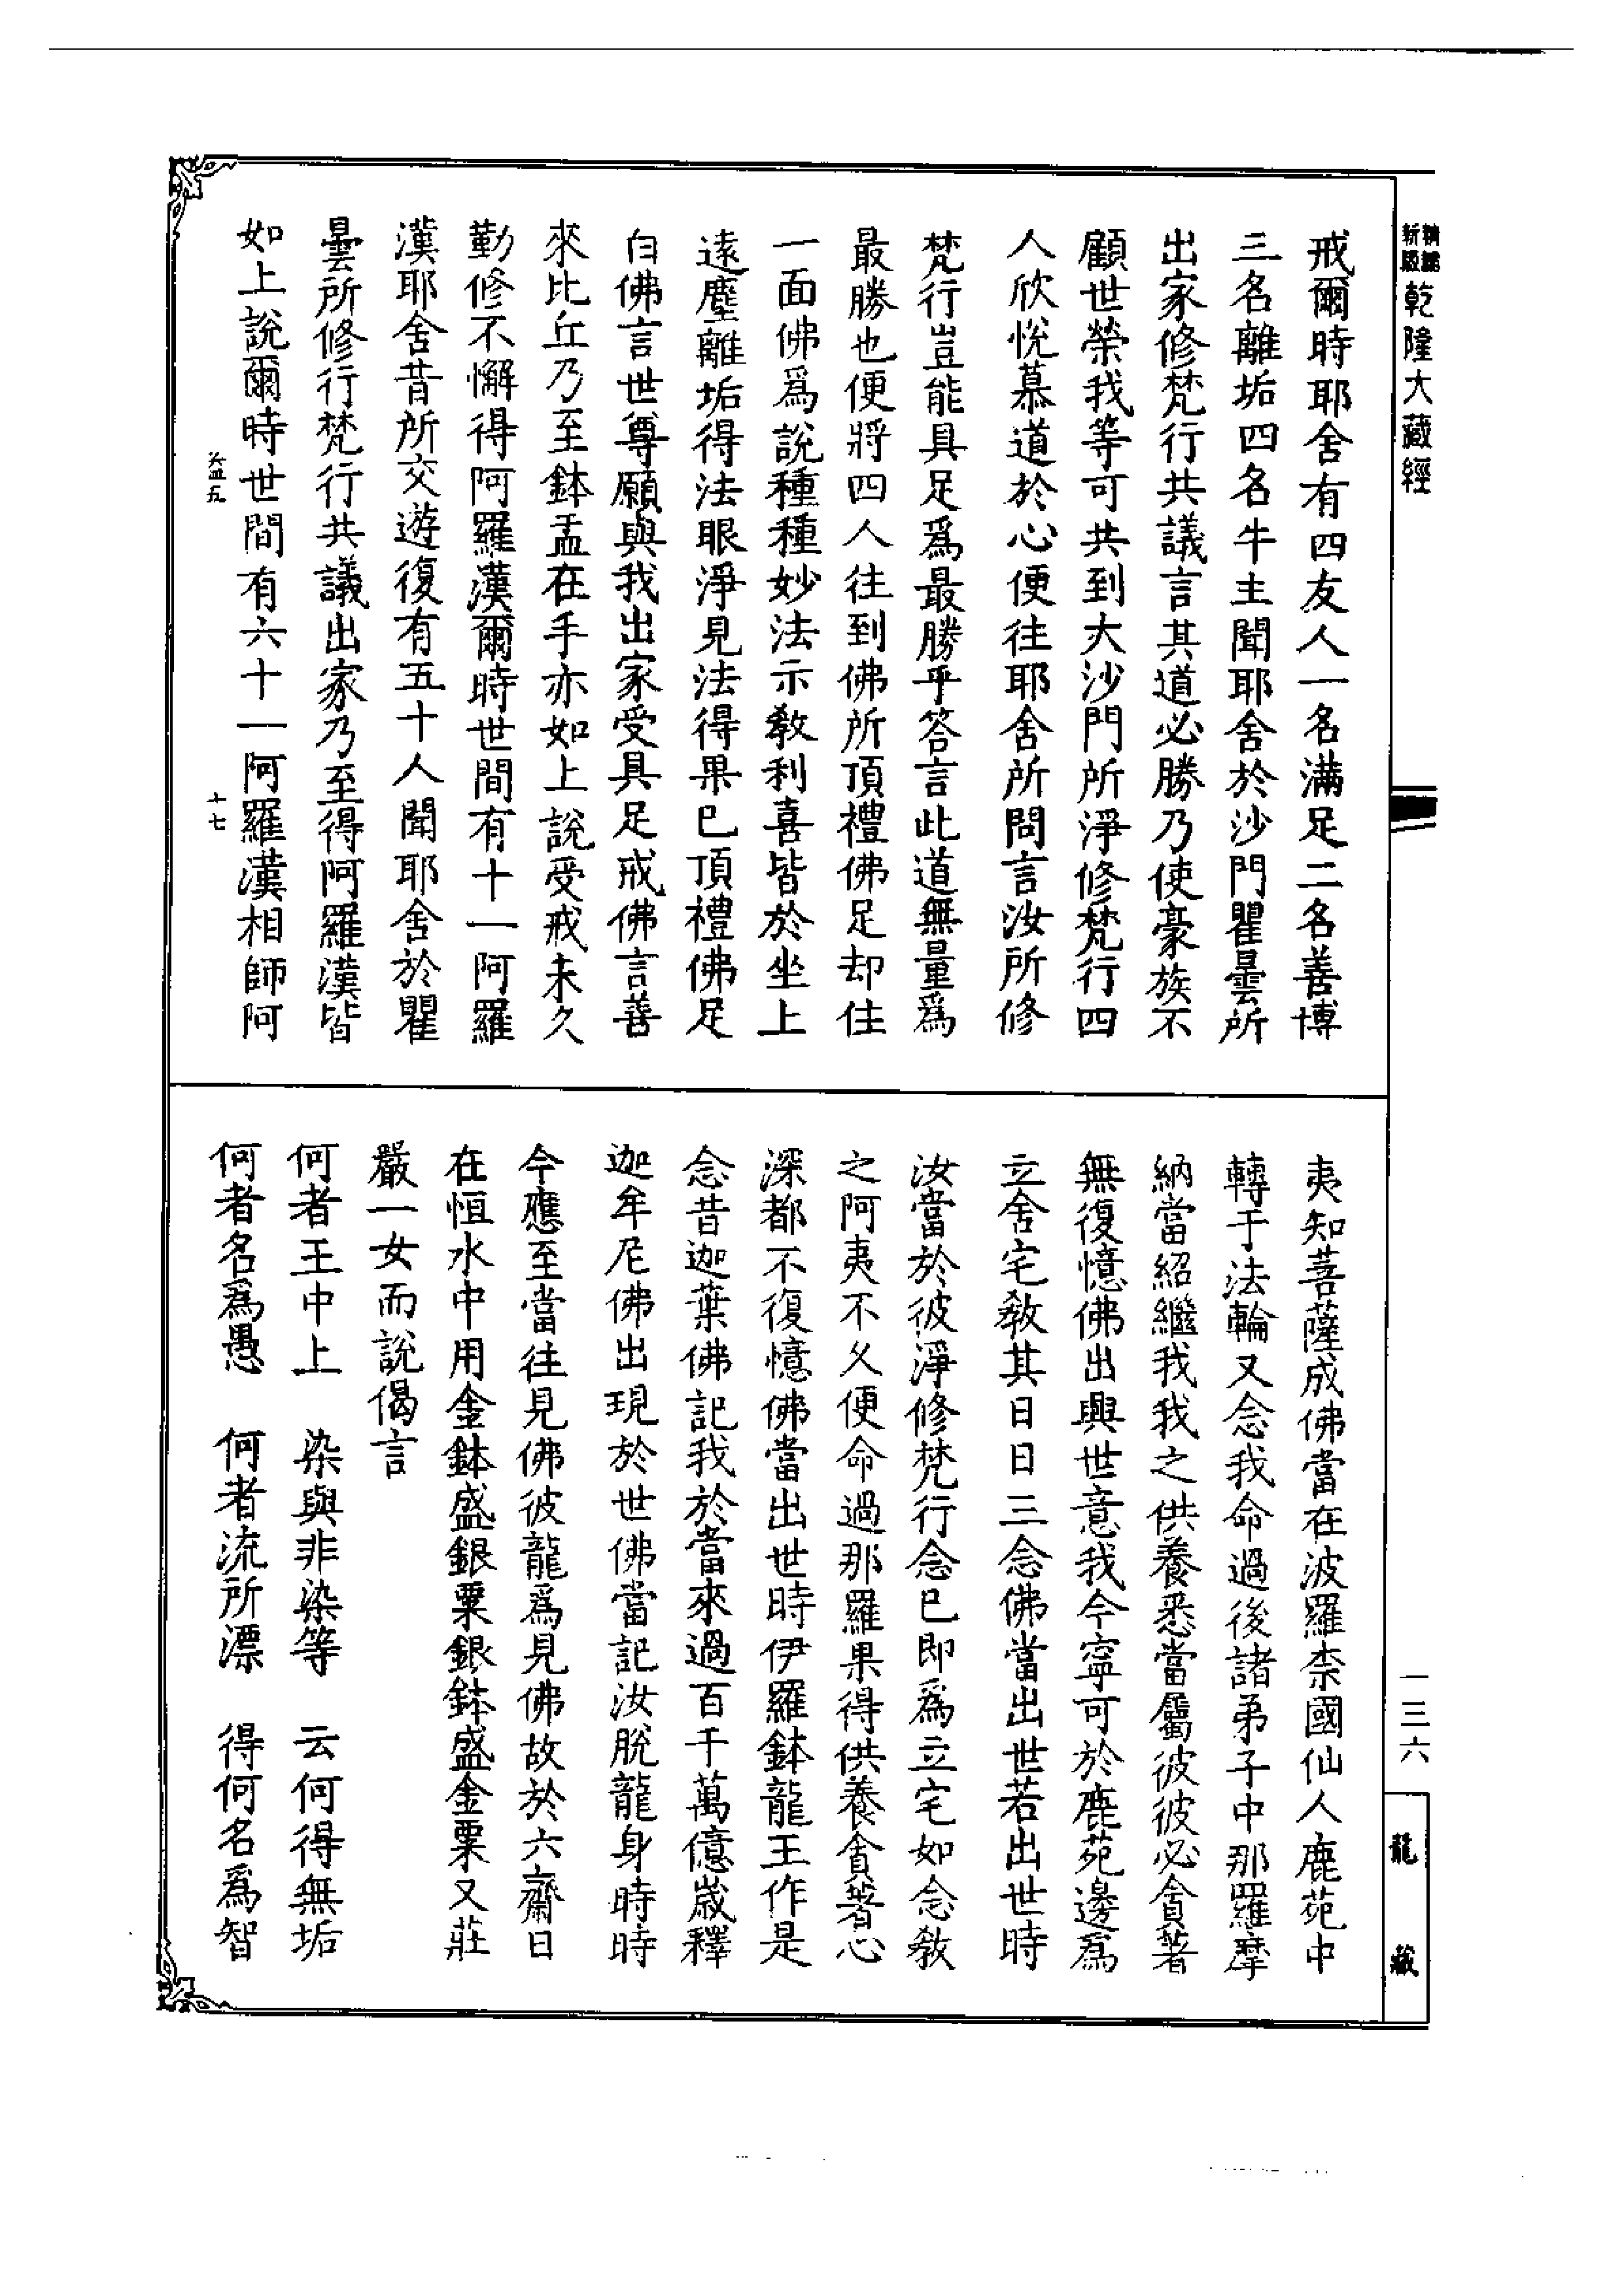 精編
新版
乾隆大藏經
戒爾時耶舍有四友人一名滿足二名善博
三名離垢四名牛主聞耶舍於沙門瞿曇所
出家修梵行共議言其道必勝乃使豪族不
顧世榮我等可共到大沙門所淨修梵行四
人欣悅慕道於心便往耶舍所問言汝所修
梵行豈能具足爲最勝乎答言此道無量爲
最勝也便將四人往到佛所頂禮佛足却住
一面佛爲說種種妙法示教利喜皆於坐上
遠塵離垢得法眼淨見法得果已頂禮佛足
白佛言世尊願與我出家受具足戒佛言善
來比丘乃至鉢盂在手亦如上說受戒未久
勤修不懈得阿羅漢爾時世間有十一阿羅
漢耶舍昔所交遊復有五十人聞耶舍於瞿
曇所修行梵行共議出家乃至得阿羅漢皆
如上說爾時世間有六十一阿羅漢相師阿
十七
夷知菩薩成佛當在波羅柰國仙人鹿苑中
轉于法輪又念我命過後諸弟子中那羅摩
納當紹繼我我之供養悉當屬彼彼必貪著
無復憶佛出興世意我今寧可於鹿苑邊爲
立舍宅教其日日三念佛當出世若出世時
汝當於彼淨修梵行念已即爲立宅如念教
之阿夷不久便命過那羅果得供養貪著心
深都不復憶佛當出世時伊羅鉢龍王作是
念昔迦葉佛記我於當來過百千萬億歲釋
迦牟尼佛出現於世佛當記汝脫龍身時時
今應至當往見佛彼龍爲見佛故於六齋日
在恒水中用金鉢盛銀粟銀鉢盛金粟又莊
嚴一女而說偈言
何者王中上　染與非染等　云何得無垢
何者名爲愚　何者流所漂　得何名爲智
一三六
龍藏